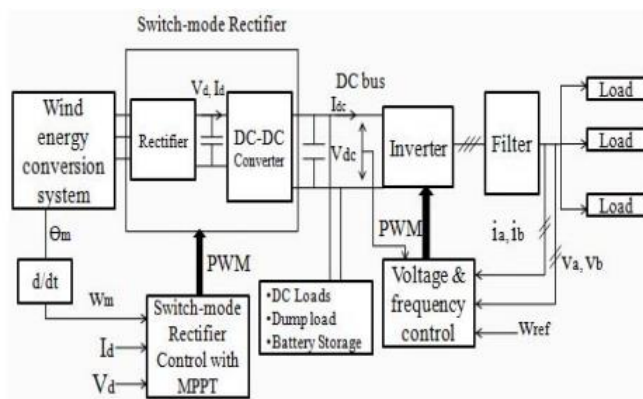 Switch-mode Rectifier
Wind
energy
conversion
system
Rectifier
Vd, Id
DC-DC
Converter
DC bus
Idc
Vdc
Inverter
Filter
Load
Load
Load
Θm
d/dt
Wm
Id
Vd
PWM
Switch-mode
Rectifier
Control with
MPPT
•DC Loads
•Dump load
•Battery Storage
PWM
Voltage &
frequency
control
ia, ib
Va, Vb
Wref